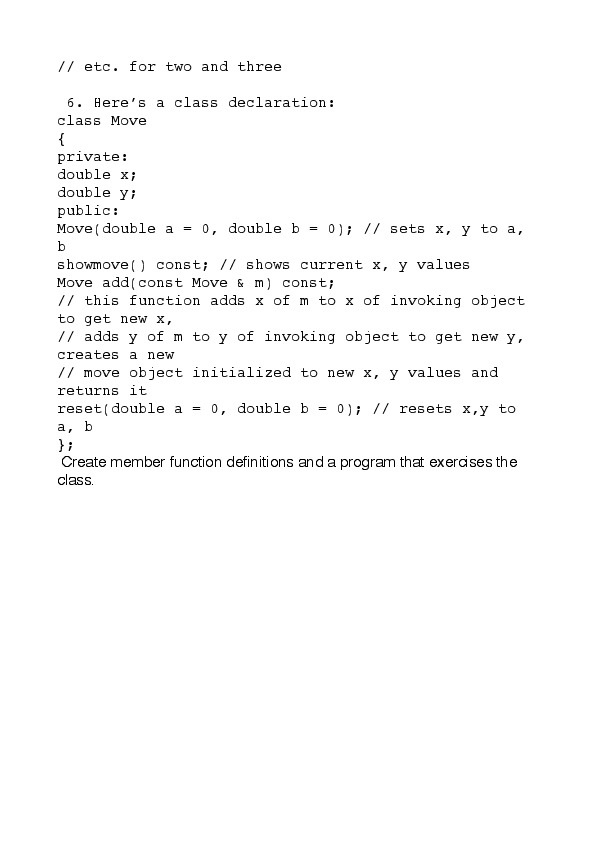 // etc. for two and three
6. Here’s a class declaration:
class Move
{
private:
double x;
double y;
public:
Move(double a = 0, double b = 0); // sets x, y to a,
b
showmove() const; // shows current x, y values
Move add(const Move & m) const;
// this function adds x of m to x of invoking object
to get new x,
// adds y of m to y of invoking object to get new y,
creates a new
// move object initialized to new x, y values and
returns it
reset(double a = 0, double b = 0); // resets x,y to
a, b
};
Create member function definitions and a program that exercises the
class.